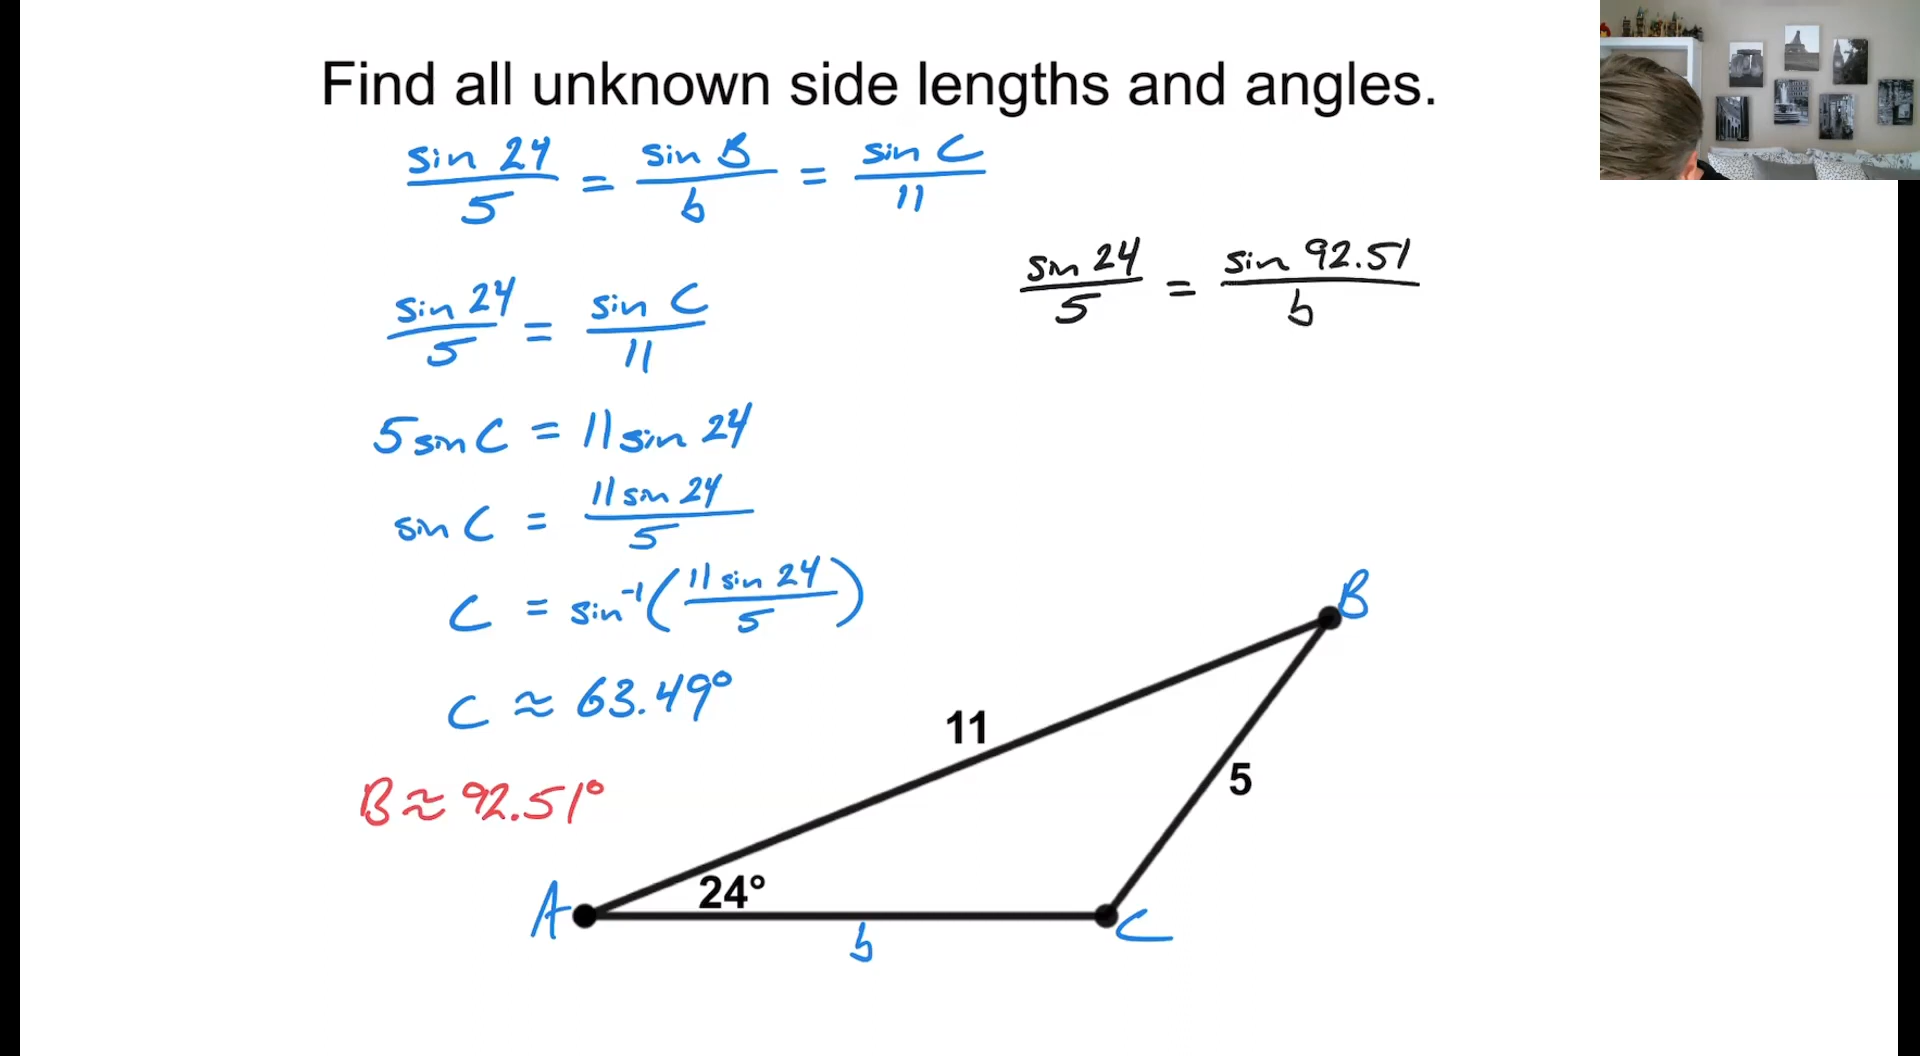 Find all unknown side lengths and angles.
sin 24/5 = sin B/b = sin C/11
sin 24/5 = sin C/11
5 sin C = 11 sin 24
sin C = 11 sin 24/5
C = sin⁻¹(11 sin 24/5)
C ≈ 63.49°
B ≈ 92.51°
sin 24/5 = sin 92.51/b
B
11
5
24°
A
b
C